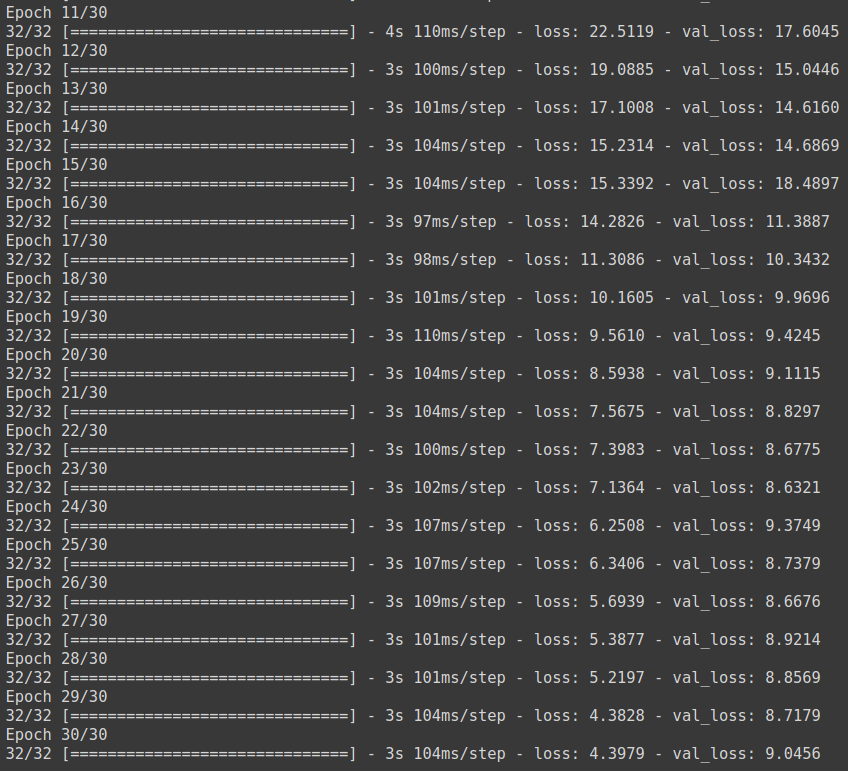 Epoch 11/30
32/32 [==============================] - 4s 110ms/step - loss: 22.5119 - val_loss: 17.6045
Epoch 12/30
32/32 [==============================] - 3s 100ms/step - loss: 19.0885 - val_loss: 15.0446
Epoch 13/30
32/32 [==============================] - 3s 101ms/step - loss: 17.1008 - val_loss: 14.6160
Epoch 14/30
32/32 [==============================] - 3s 104ms/step - loss: 15.2314 - val_loss: 14.6869
Epoch 15/30
32/32 [==============================] - 3s 104ms/step - loss: 15.3392 - val_loss: 18.4897
Epoch 16/30
32/32 [==============================] - 3s 97ms/step - loss: 14.2826 - val_loss: 11.3887
Epoch 17/30
32/32 [==============================] - 3s 98ms/step - loss: 11.3086 - val_loss: 10.3432
Epoch 18/30
32/32 [==============================] - 3s 101ms/step - loss: 10.1605 - val_loss: 9.9696
Epoch 19/30
32/32 [==============================] - 3s 110ms/step - loss: 9.5610 - val_loss: 9.4245
Epoch 20/30
32/32 [==============================] - 3s 104ms/step - loss: 8.5938 - val_loss: 9.1115
Epoch 21/30
32/32 [==============================] - 3s 104ms/step - loss: 7.5675 - val_loss: 8.8297
Epoch 22/30
32/32 [==============================] - 3s 100ms/step - loss: 7.3983 - val_loss: 8.6775
Epoch 23/30
32/32 [==============================] - 3s 102ms/step - loss: 7.1364 - val_loss: 8.6321
Epoch 24/30
32/32 [==============================] - 3s 107ms/step - loss: 6.2508 - val_loss: 9.3749
Epoch 25/30
32/32 [==============================] - 3s 107ms/step - loss: 6.3406 - val_loss: 8.7379
Epoch 26/30
32/32 [==============================] - 3s 109ms/step - loss: 5.6939 - val_loss: 8.6676
Epoch 27/30
32/32 [==============================] - 3s 101ms/step - loss: 5.3877 - val_loss: 8.9214
Epoch 28/30
32/32 [==============================] - 3s 101ms/step - loss: 5.2197 - val_loss: 8.8569
Epoch 29/30
32/32 [==============================] - 3s 104ms/step - loss: 4.3828 - val_loss: 8.7179
Epoch 30/30
32/32 [==============================] - 3s 104ms/step - loss: 4.3979 - val_loss: 9.0456